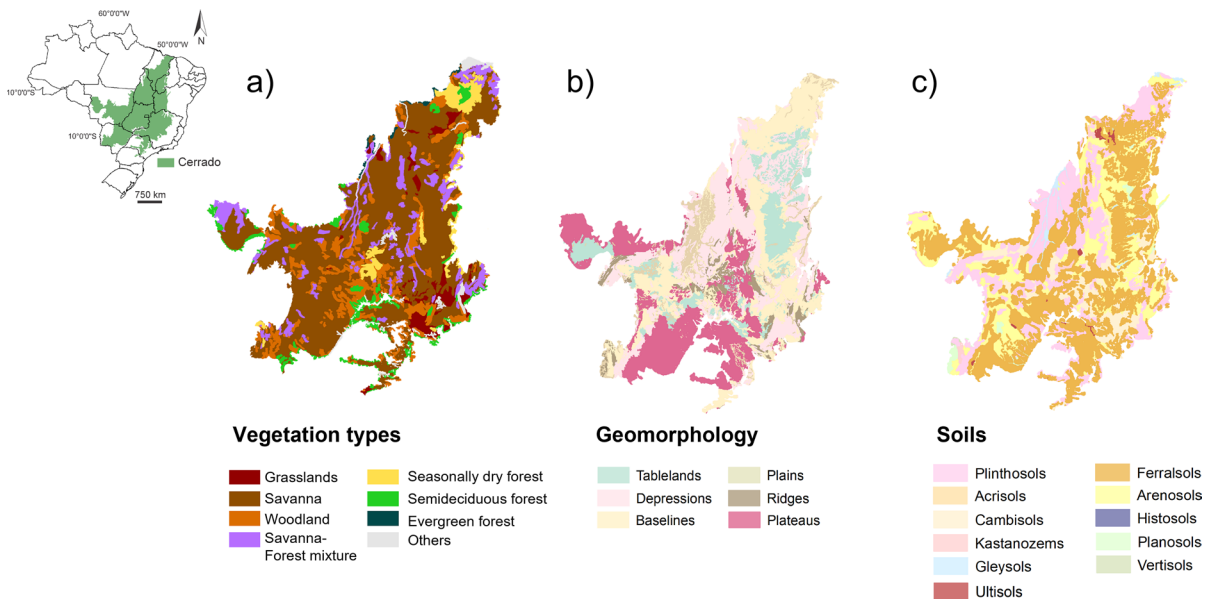 60°0'0"W
N
50°0'0"W
10°0'0"S
10°0'0"S
Cerrado
750 km
a)
b)
c)
Vegetation types
Grasslands
Savanna
Woodland
Savanna-
Forest mixture
Seasonally dry forest
Semideciduous forest
Evergreen forest
Others
Geomorphology
Tablelands
Depressions
Baselines
Plains
Ridges
Plateaus
Soils
Plinthosols
Acrisols
Cambisols
Kastanozems
Gleysols
Ultisols
Ferralsols
Arenosols
Histosols
Planosols
Vertisols